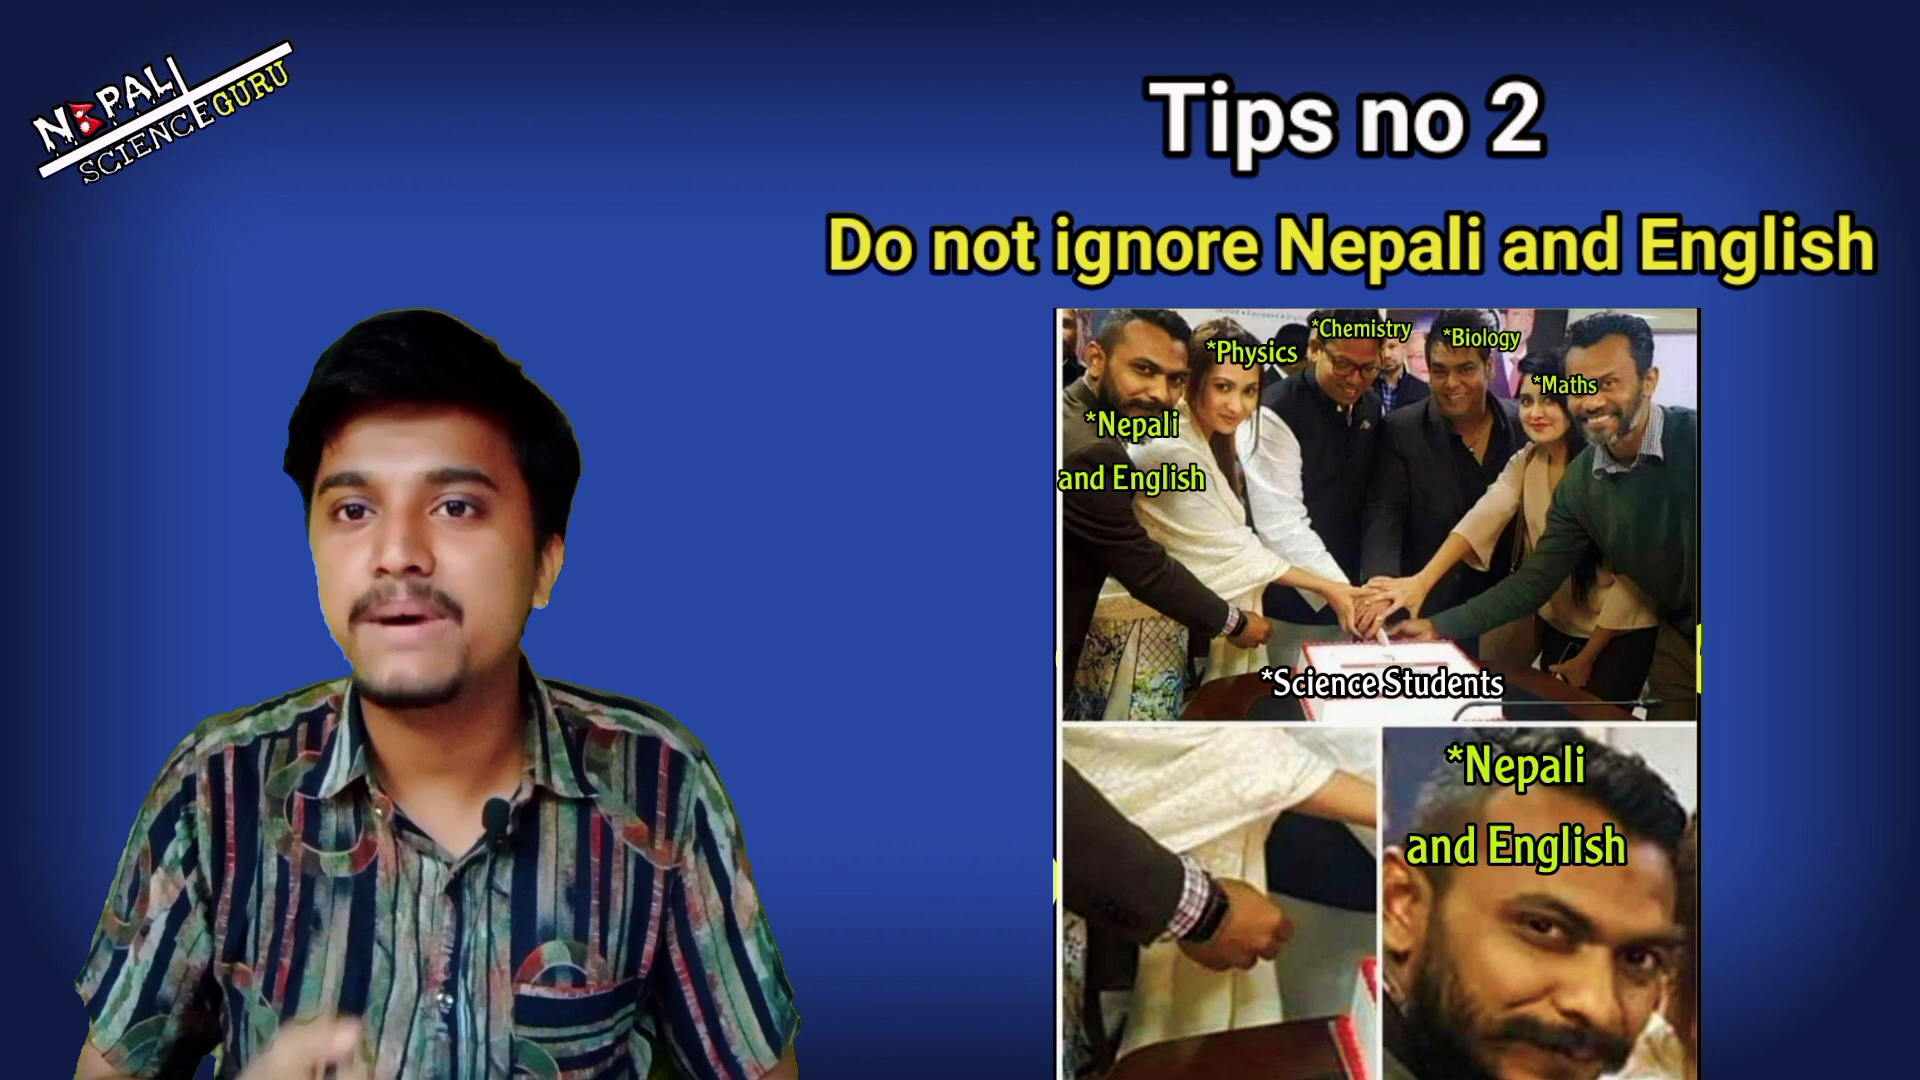 NEPALI
SCIENCEGURU
Tips no 2
Do not ignore Nepali and English
*Physics
*Chemistry
*Biology
*Maths
*Nepali
and English
*Science Students
*Nepali
and English